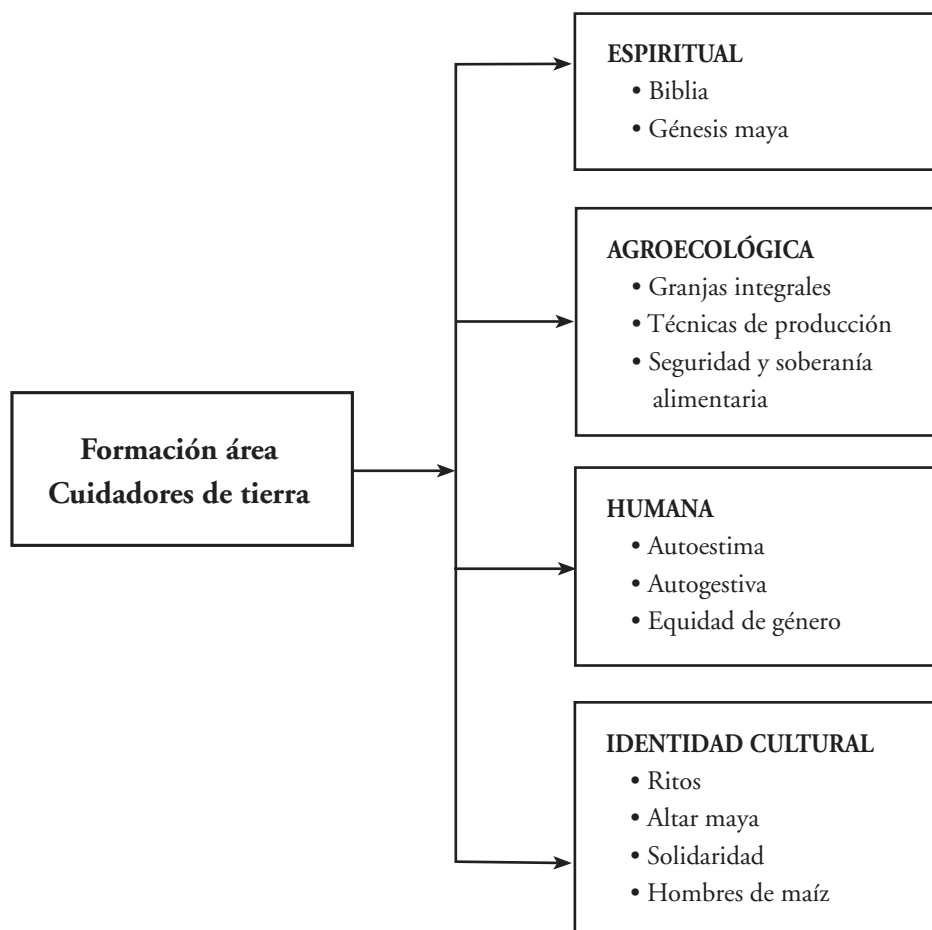 ESPIRITUAL
• Biblia
• Génesis maya
AGROECOLÓGICA
• Granjas integrales
• Técnicas de producción
• Seguridad y soberanía
alimentaria
Formación área
Cuidadores de tierra
HUMANA
• Autoestima
• Autogestiva
• Equidad de género
IDENTIDAD CULTURAL
• Ritos
• Altar maya
• Solidaridad
• Hombres de maíz